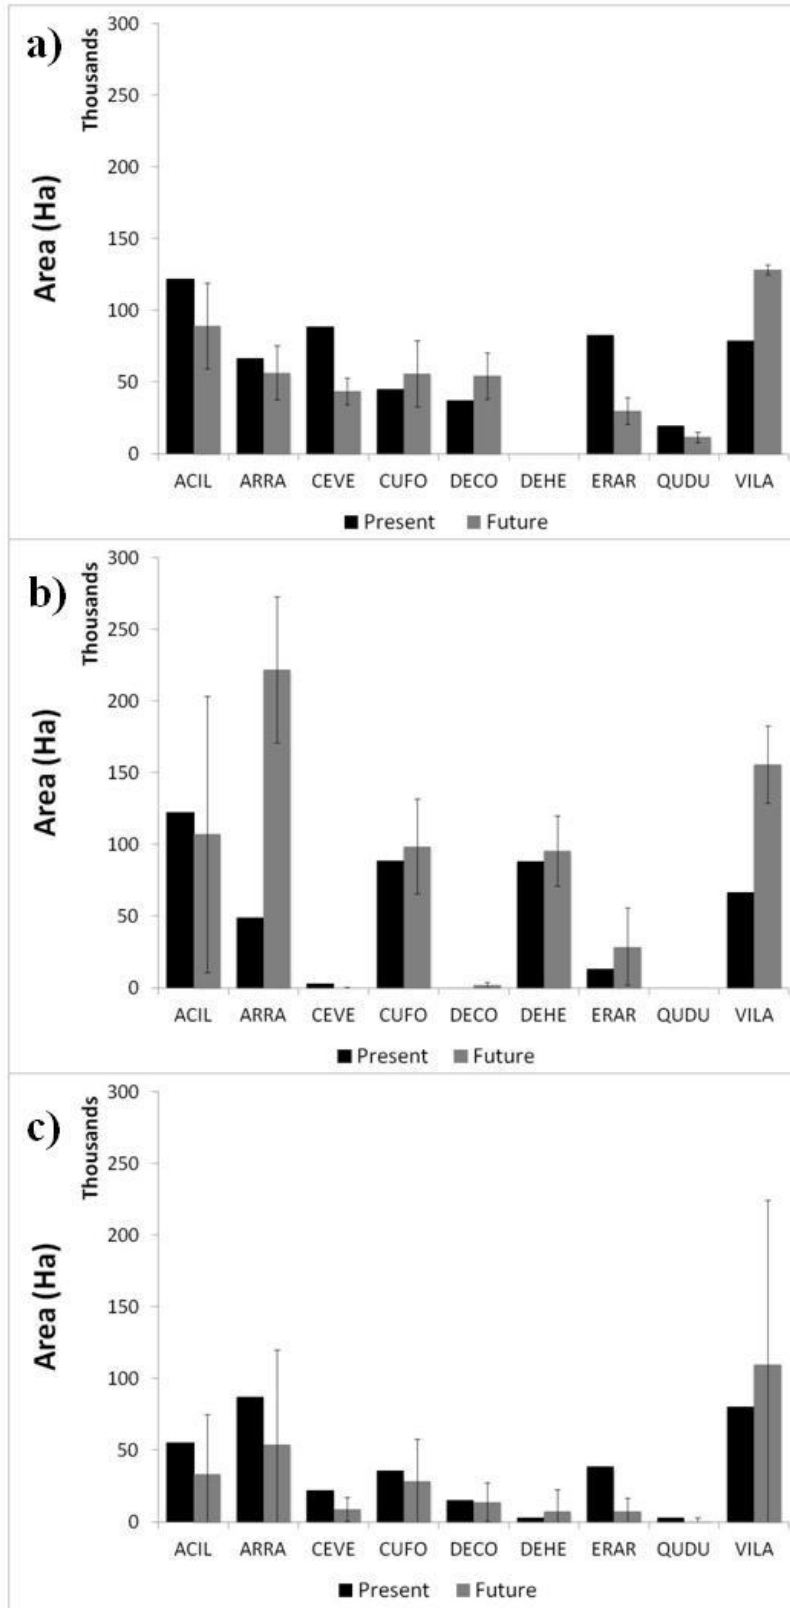 a)
Thousands
Area (Ha)
300
250
200
150
100
50
0
ACIL ARRA CEVE CUFO DECO DEHE ERAR QUDU VILA
Present Future
b)
Thousands
Area (Ha)
300
250
200
150
100
50
0
ACIL ARRA CEVE CUFO DECO DEHE ERAR QUDU VILA
Present Future
c)
Thousands
Area (Ha)
300
250
200
150
100
50
0
ACIL ARRA CEVE CUFO DECO DEHE ERAR QUDU VILA
Present Future